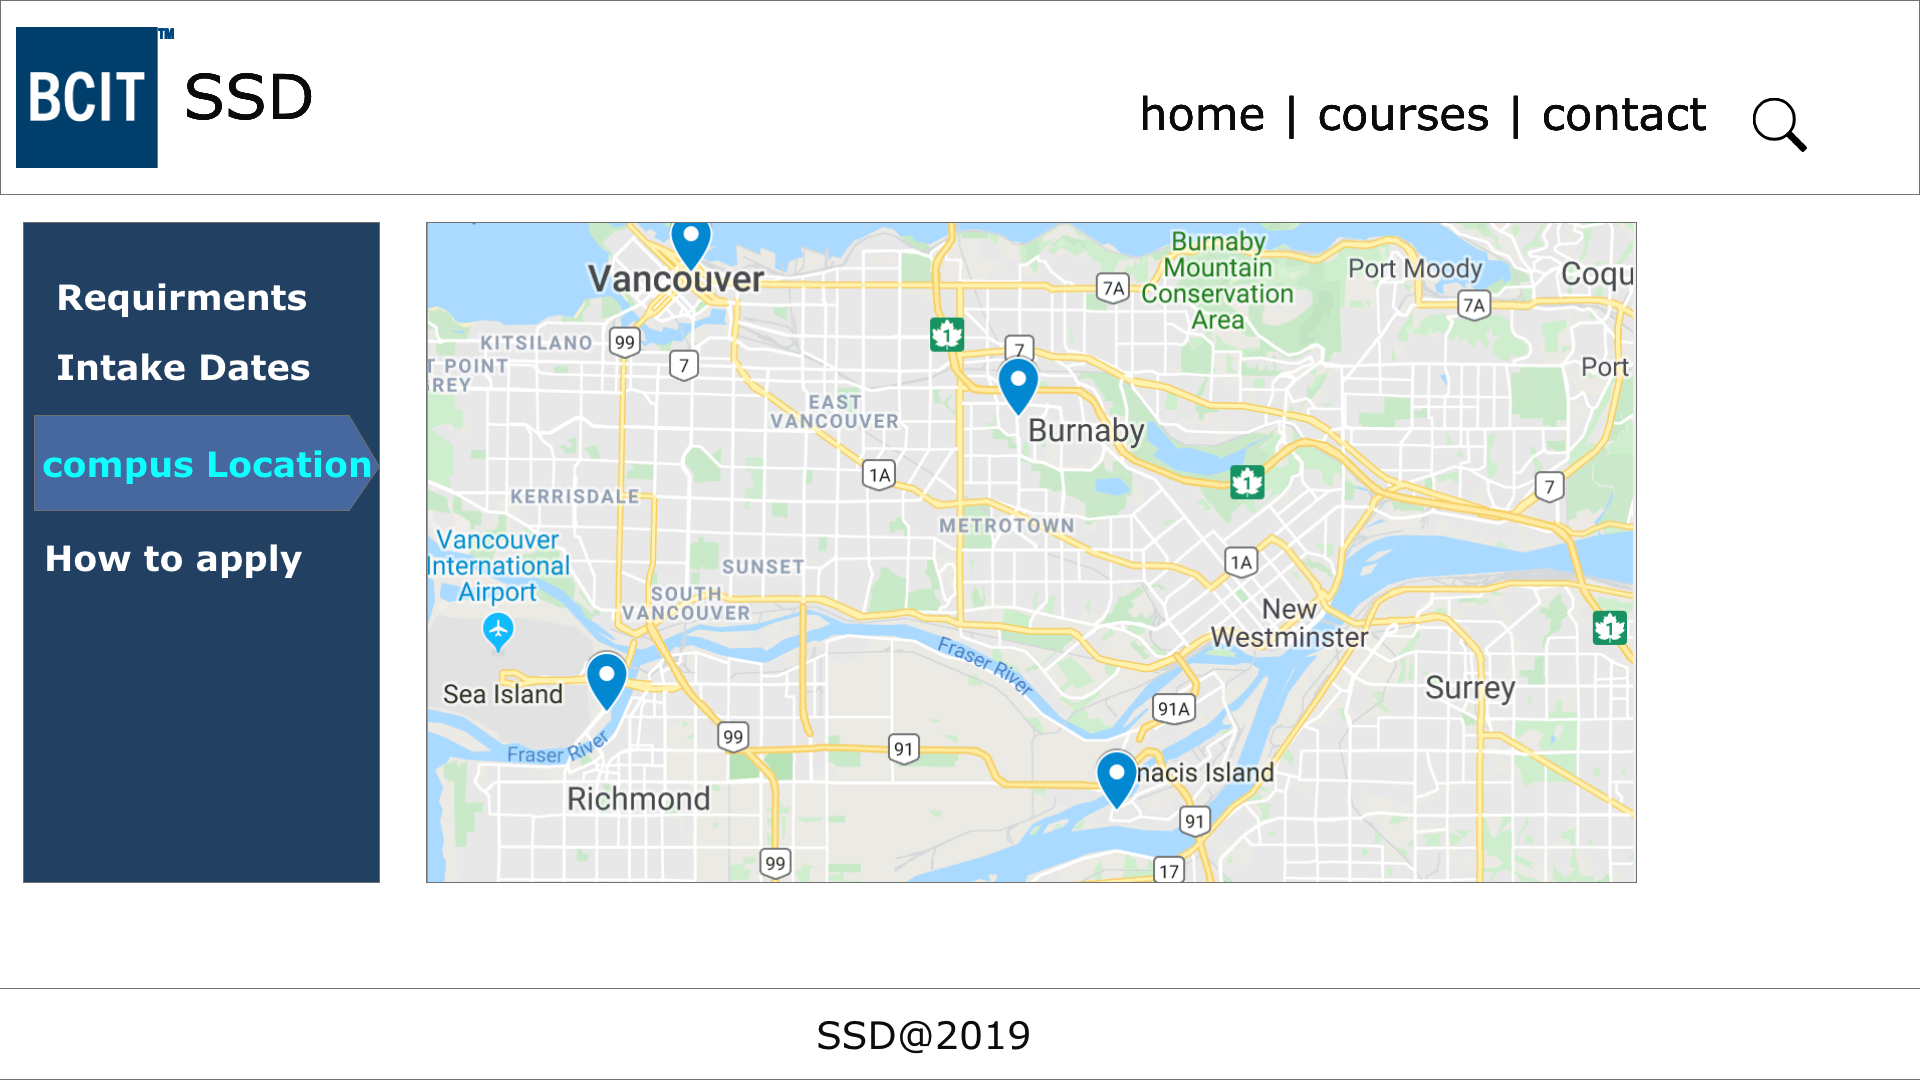 BCIT™
SSD
home | courses | contact
Requirments
Intake Dates
compus Location
How to apply
Vancouver
Burnaby
Mountain
Conservation
Area
Port Moody
Coqu
7A
7A
1
99
7
7
KITSILANO
T POINT
GREY
Port
EAST
VANCOUVER
Burnaby
1A
1
7
KERRISDALE
METROTOWN
Vancouver
International
Airport
SUNSET
1A
SOUTH
VANCOUVER
New
Westminster
1
Fraser River
Sea Island
Surrey
91A
99
91
Fraser River
nacis Island
Richmond
91
99
17
SSD@2019